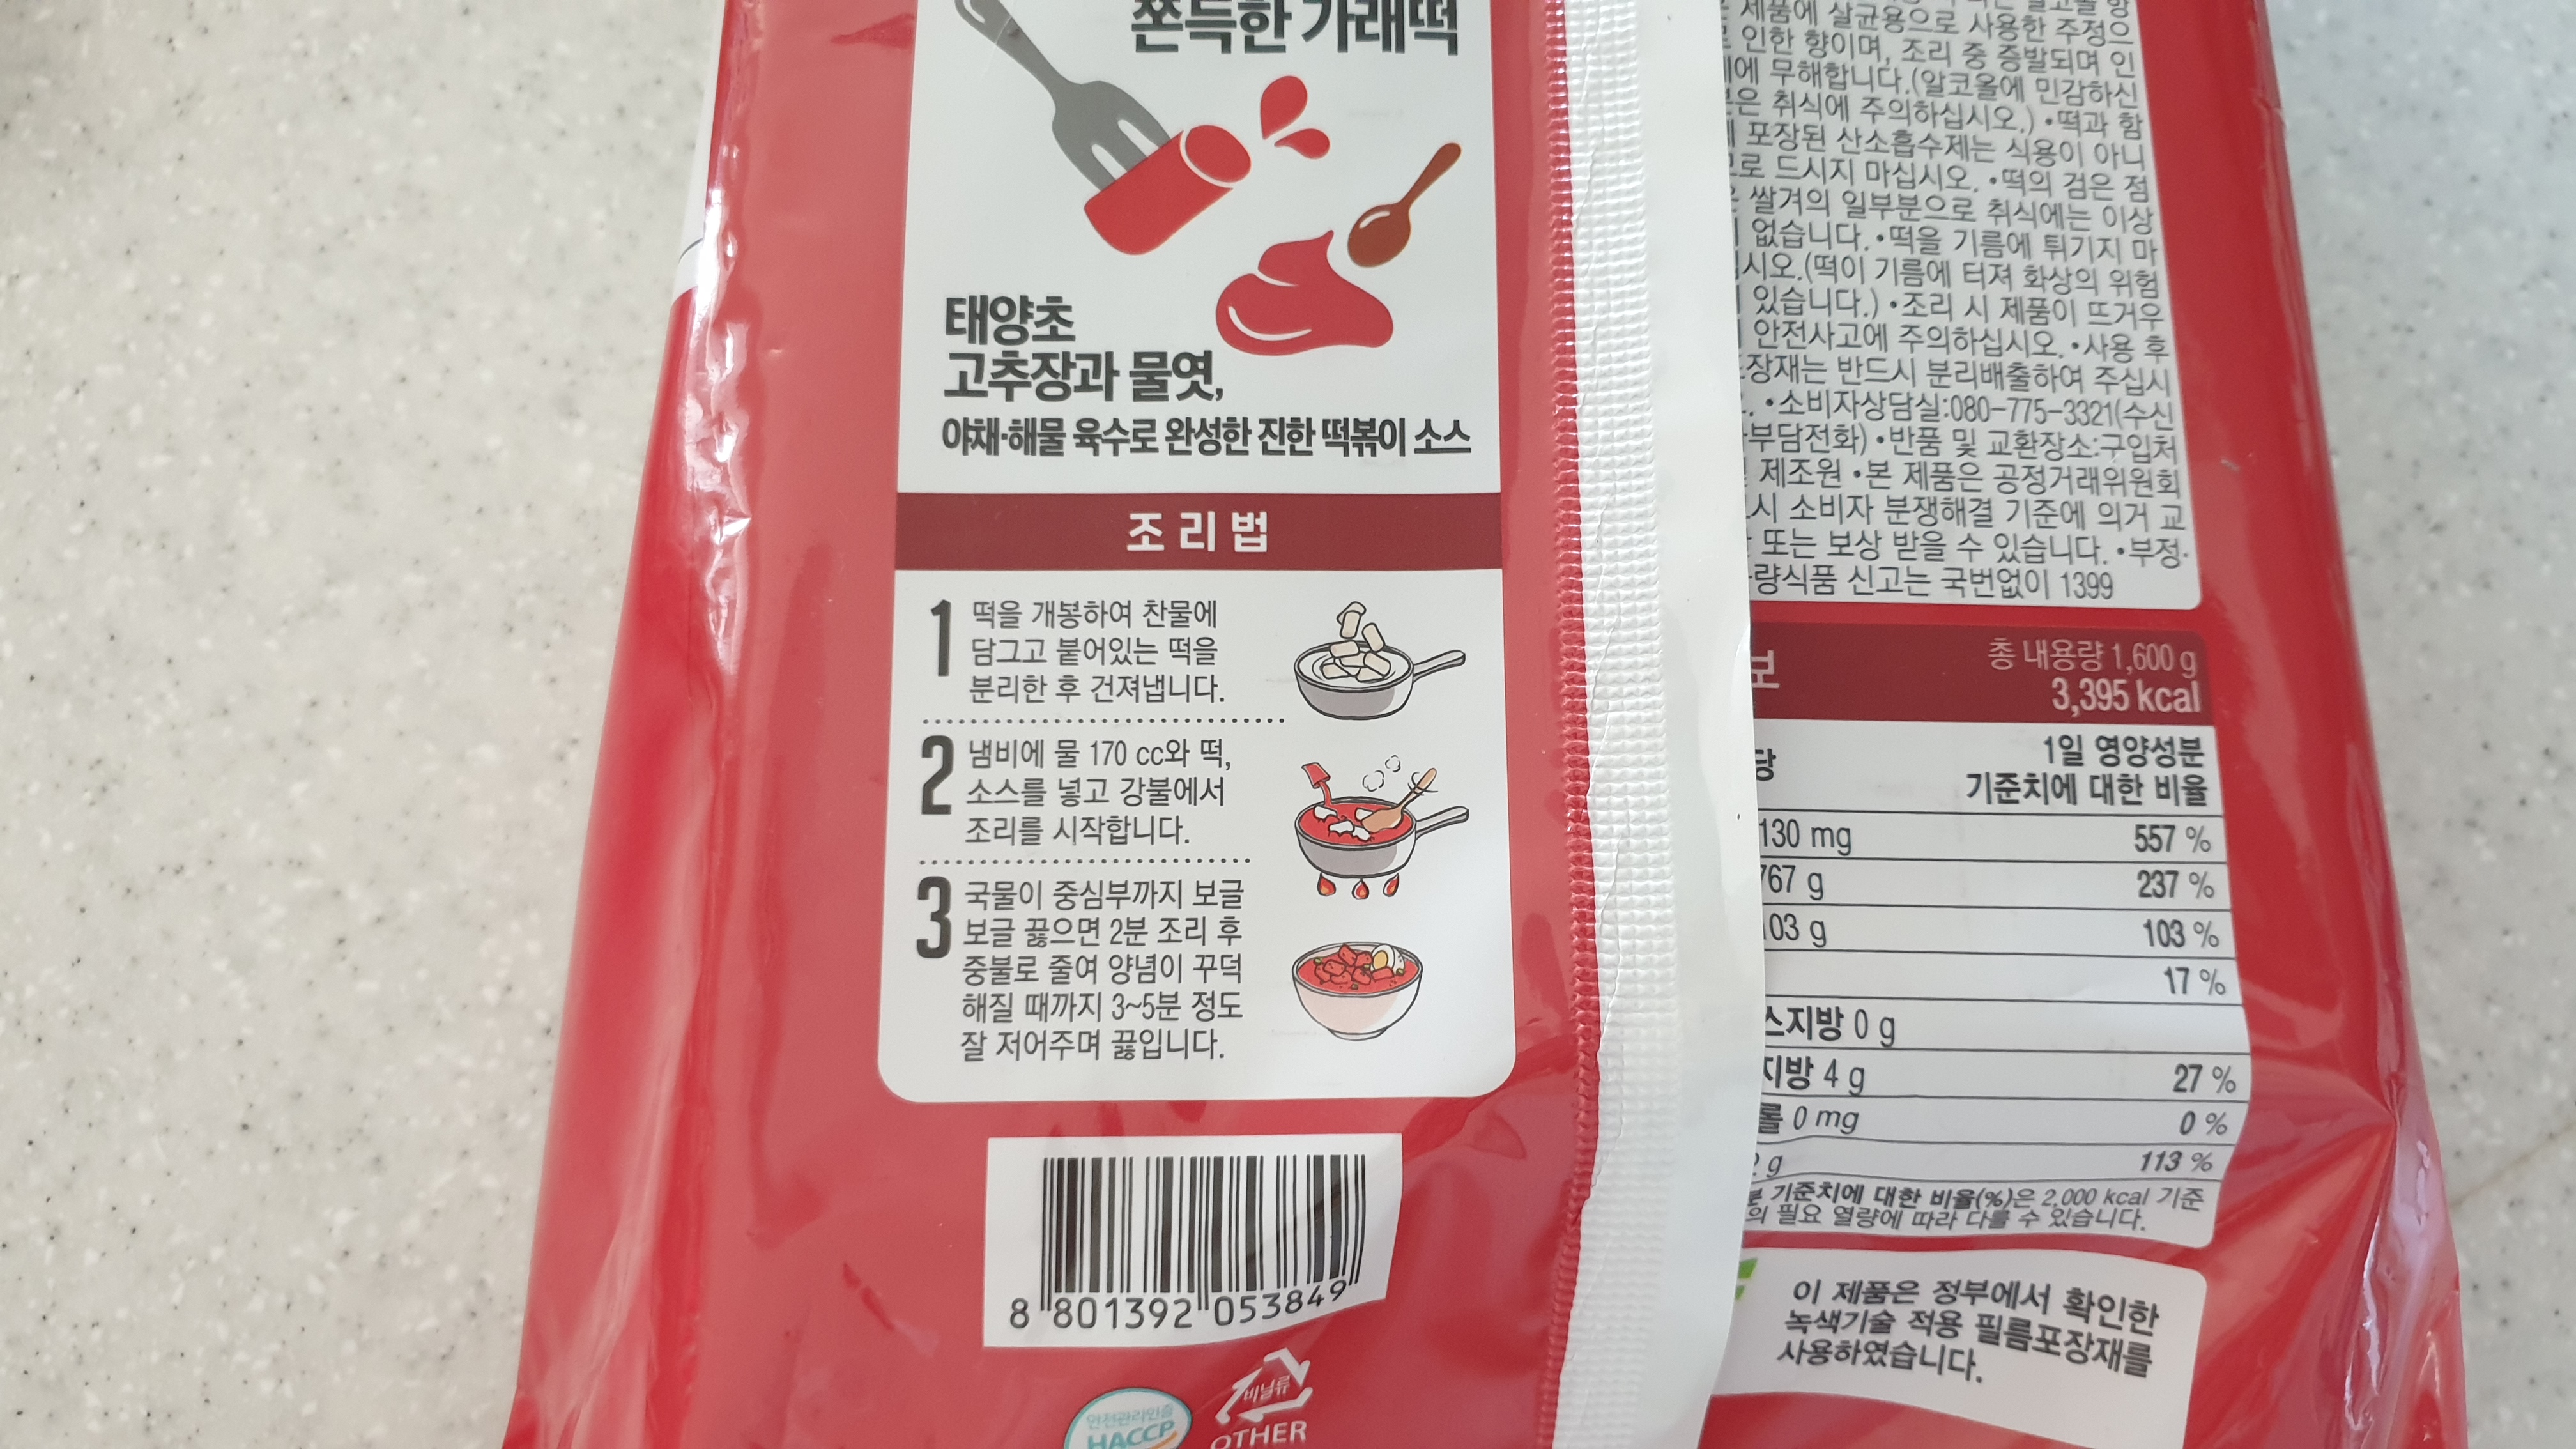 쫀득한 가래떡
태양초
고추장과 물엿,
야채·해물 육수로 완성한 진한 떡볶이 소스
조리법
1 떡을 개봉하여 찬물에
담그고 붙어있는 떡을
분리한 후 건져냅니다.
2 냄비에 물 170 cc와 떡,
소스를 넣고 강불에서
조리를 시작합니다.
3 국물이 중심부까지 보글
보글 끓으면 2분 조리 후
중불로 줄여 양념이 꾸덕
해질 때까지 3~5분 정도
잘 저어주며 끓입니다.
8 801392 053849
안전관리인증
HACCP
비닐류
OTHER
제품에 살균용으로 사용한 주정으
인한 향이며, 조리 중 증발되며 인
에 무해합니다.(알코올에 민감하신
은 취식에 주의하십시오.) •떡과 함
포장된 산소흡수제는 식용이 아니
로 드시지 마십시오. •떡의 검은 점
쌀겨의 일부분으로 취식에는 이상
없습니다. •떡을 기름에 튀기지 마
시오.(떡이 기름에 터져 화상의 위험
있습니다.) •조리 시 제품이 뜨거우
안전사고에 주의하십시오. •사용 후
장재는 반드시 분리배출하여 주십시
. •소비자상담실:080-775-3321(수신
부담전화) •반품 및 교환장소:구입처
제조원 •본 제품은 공정거래위원회
시 소비자 분쟁해결 기준에 의거 교
또는 보상 받을 수 있습니다. •부정·
량식품 신고는 국번없이 1399
보 총 내용량 1,600 g
3,395 kcal
당 1일 영양성분
기준치에 대한 비율
130 mg 557 %
767 g 237 %
03 g 103 %
17 %
스지방 0 g
지방 4 g 27 %
롤 0 mg 0 %
2 g 113 %
기준치에 대한 비율(%)은 2,000 kcal 기준
의 필요 열량에 따라 다를 수 있습니다.
이 제품은 정부에서 확인한
녹색기술 적용 필름포장재를
사용하였습니다.